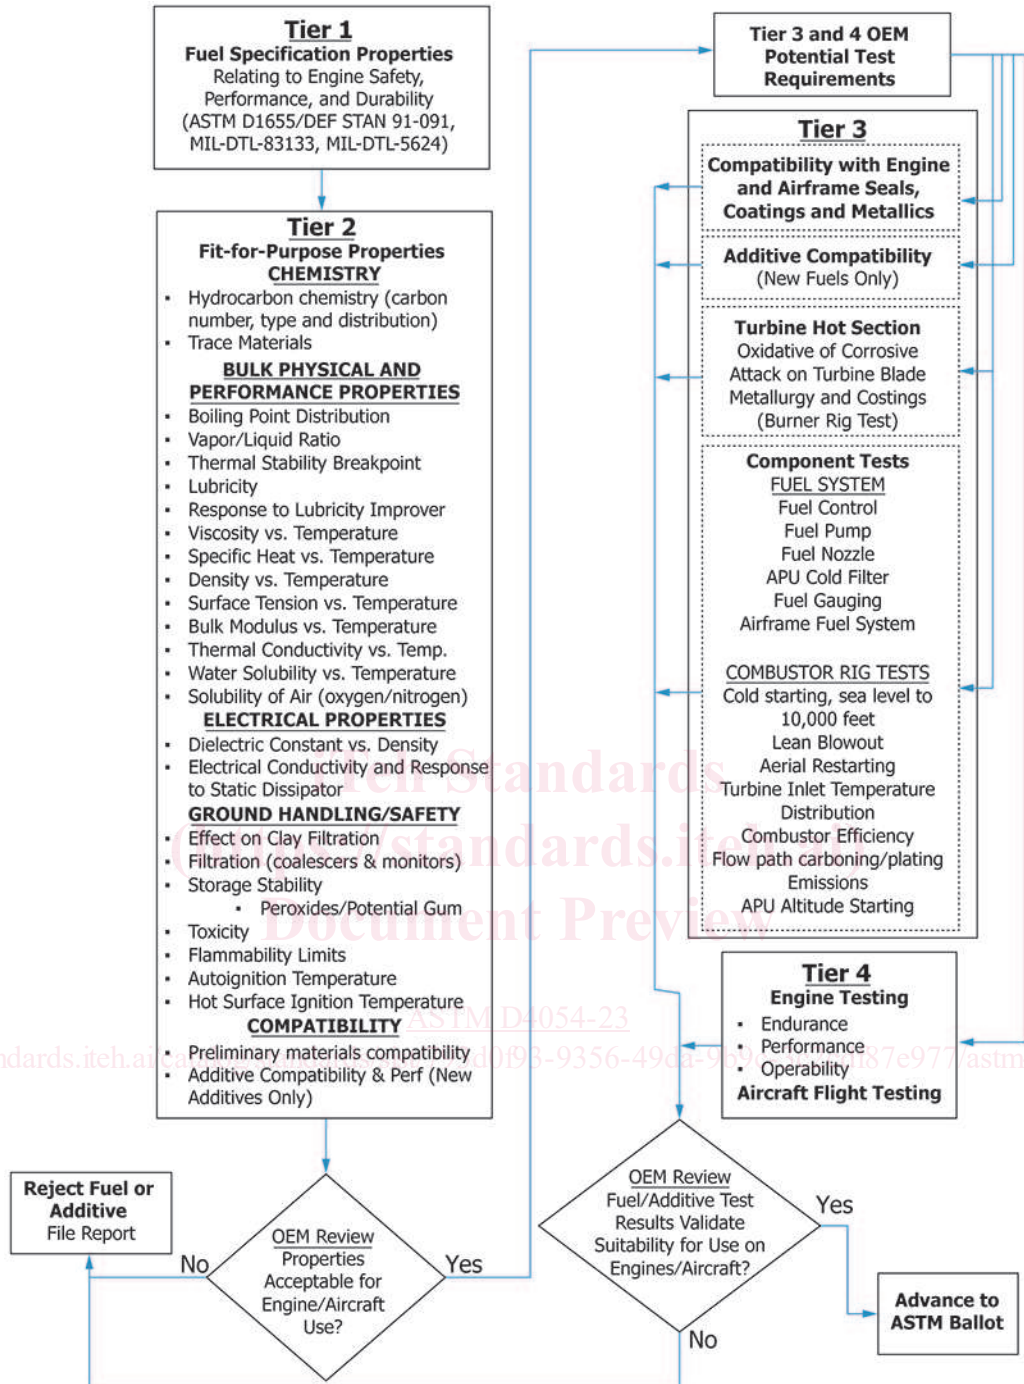 Tier 1
Fuel Specification Properties
Relating to Engine Safety,
Performance, and Durability
(ASTM D1655/DEF STAN 91-091,
MIL-DTL-83133, MIL-DTL-5624)
Tier 2
Fit-for-Purpose Properties
CHEMISTRY
▪ Hydrocarbon chemistry (carbon
number, type and distribution)
▪ Trace Materials
BULK PHYSICAL AND
PERFORMANCE PROPERTIES
▪ Boiling Point Distribution
▪ Vapor/Liquid Ratio
▪ Thermal Stability Breakpoint
▪ Lubricity
▪ Response to Lubricity Improver
▪ Viscosity vs. Temperature
▪ Specific Heat vs. Temperature
▪ Density vs. Temperature
▪ Surface Tension vs. Temperature
▪ Bulk Modulus vs. Temperature
▪ Thermal Conductivity vs. Temp.
▪ Water Solubility vs. Temperature
▪ Solubility of Air (oxygen/nitrogen)
ELECTRICAL PROPERTIES
▪ Dielectric Constant vs. Density
▪ Electrical Conductivity and Response
to Static Dissipator
GROUND HANDLING/SAFETY
▪ Effect on Clay Filtration
▪ Filtration (coalescers & monitors)
▪ Storage Stability
▪ Peroxides/Potential Gum
▪ Toxicity
▪ Flammability Limits
▪ Autoignition Temperature
▪ Hot Surface Ignition Temperature
COMPATIBILITY
▪ Preliminary materials compatibility
▪ Additive Compatibility & Perf (New
Additives Only)
Reject Fuel or
Additive
File Report
No
OEM Review
Properties
Acceptable for
Engine/Aircraft
Use?
Yes
Tier 3 and 4 OEM
Potential Test
Requirements
Tier 3
Compatibility with Engine
and Airframe Seals,
Coatings and Metallics
Additive Compatibility
(New Fuels Only)
Turbine Hot Section
Oxidative of Corrosive
Attack on Turbine Blade
Metallurgy and Costings
(Burner Rig Test)
Component Tests
FUEL SYSTEM
Fuel Control
Fuel Pump
Fuel Nozzle
APU Cold Filter
Fuel Gauging
Airframe Fuel System
COMBUSTOR RIG TESTS
Cold starting, sea level to
10,000 feet
Lean Blowout
Aerial Restarting
Turbine Inlet Temperature
Distribution
Combustor Efficiency
Flow path carboning/plating
Emissions
APU Altitude Starting
Tier 4
Engine Testing
▪ Endurance
▪ Performance
▪ Operability
Aircraft Flight Testing
OEM Review
Fuel/Additive Test
Results Validate
Suitability for Use on
Engines/Aircraft?
Yes
No
Advance to
ASTM Ballot
iTeh Standards
(https://standards.iteh.ai)
Document Preview
ASTM D4054-23